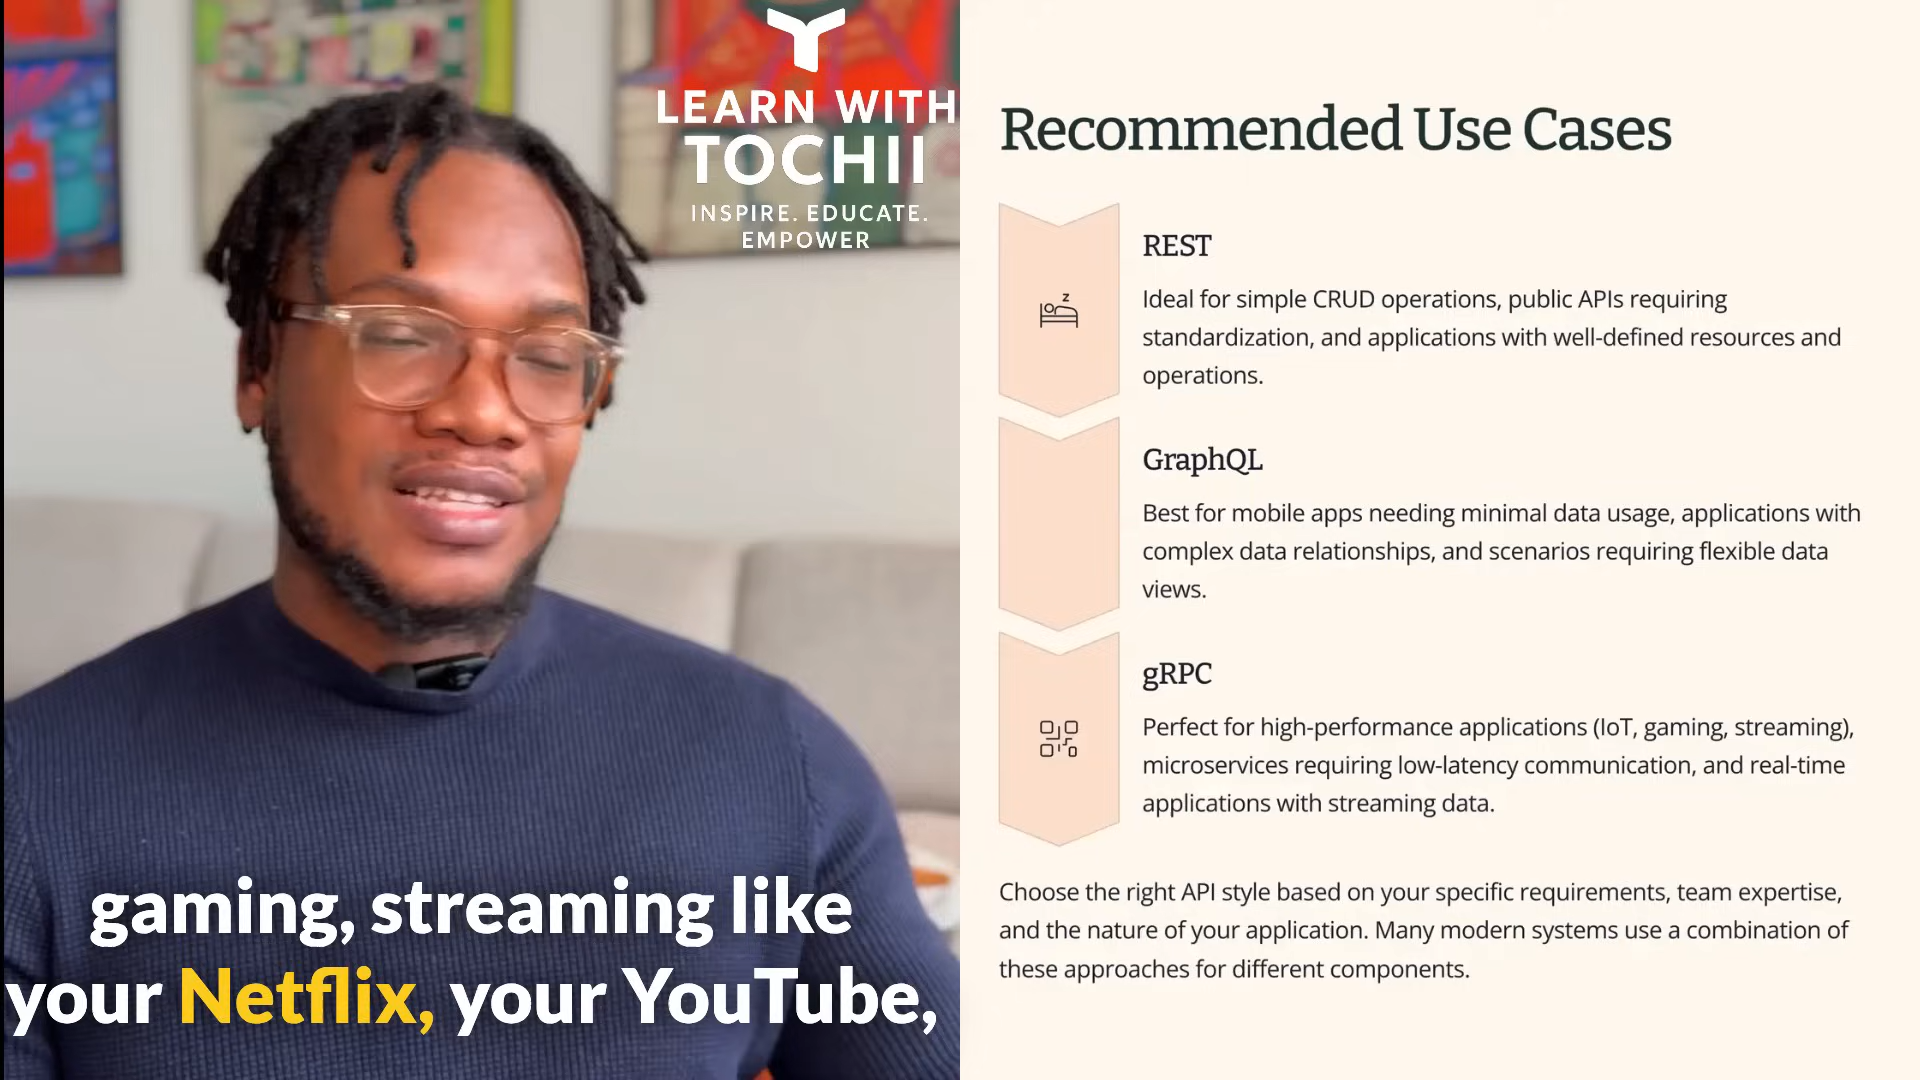 LEARN WITH
TOCHII
INSPIRE. EDUCATE.
EMPOWER
gaming, streaming like
your Netflix, your YouTube,
Recommended Use Cases
REST
Ideal for simple CRUD operations, public APIs requiring
standardization, and applications with well-defined resources and
operations.
GraphQL
Best for mobile apps needing minimal data usage, applications with
complex data relationships, and scenarios requiring flexible data
views.
gRPC
Perfect for high-performance applications (IoT, gaming, streaming),
microservices requiring low-latency communication, and real-time
applications with streaming data.
Choose the right API style based on your specific requirements, team expertise,
and the nature of your application. Many modern systems use a combination of
these approaches for different components.